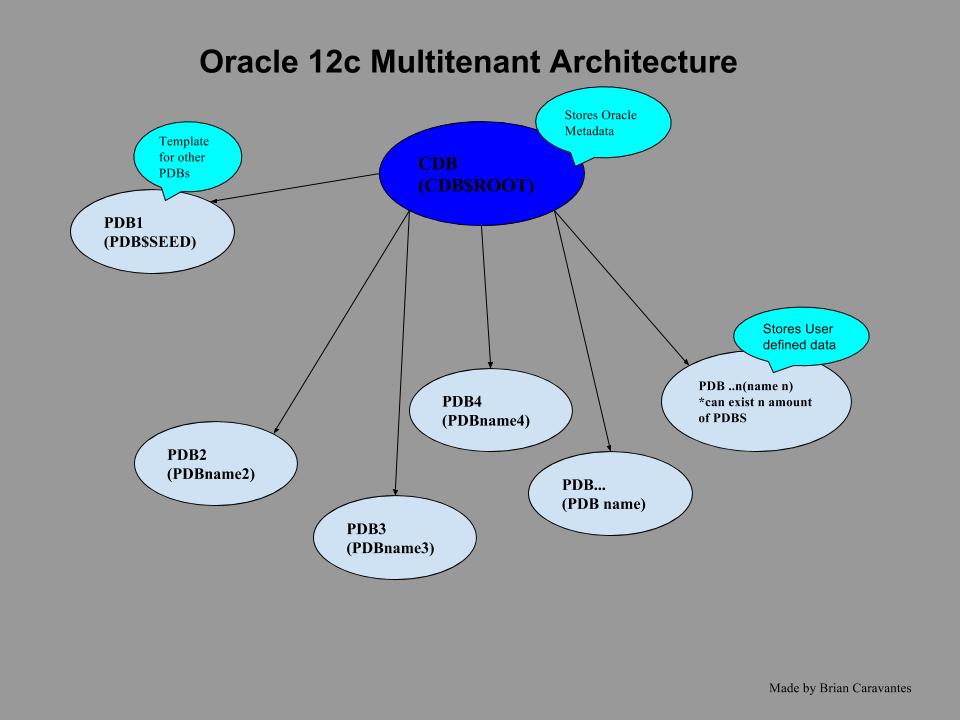 Oracle 12c Multitenant Architecture
Stores Oracle
Metadata
Template
for other
PDBs
CDB
(CDB$ROOT)
PDB1
(PDB$SEED)
Stores User
defined data
PDB ..n(name n)
*can exist n amount
of PDBS
PDB4
(PDBname4)
PDB2
(PDBname2)
PDB...
(PDB name)
PDB3
(PDBname3)
Made by Brian Caravantes